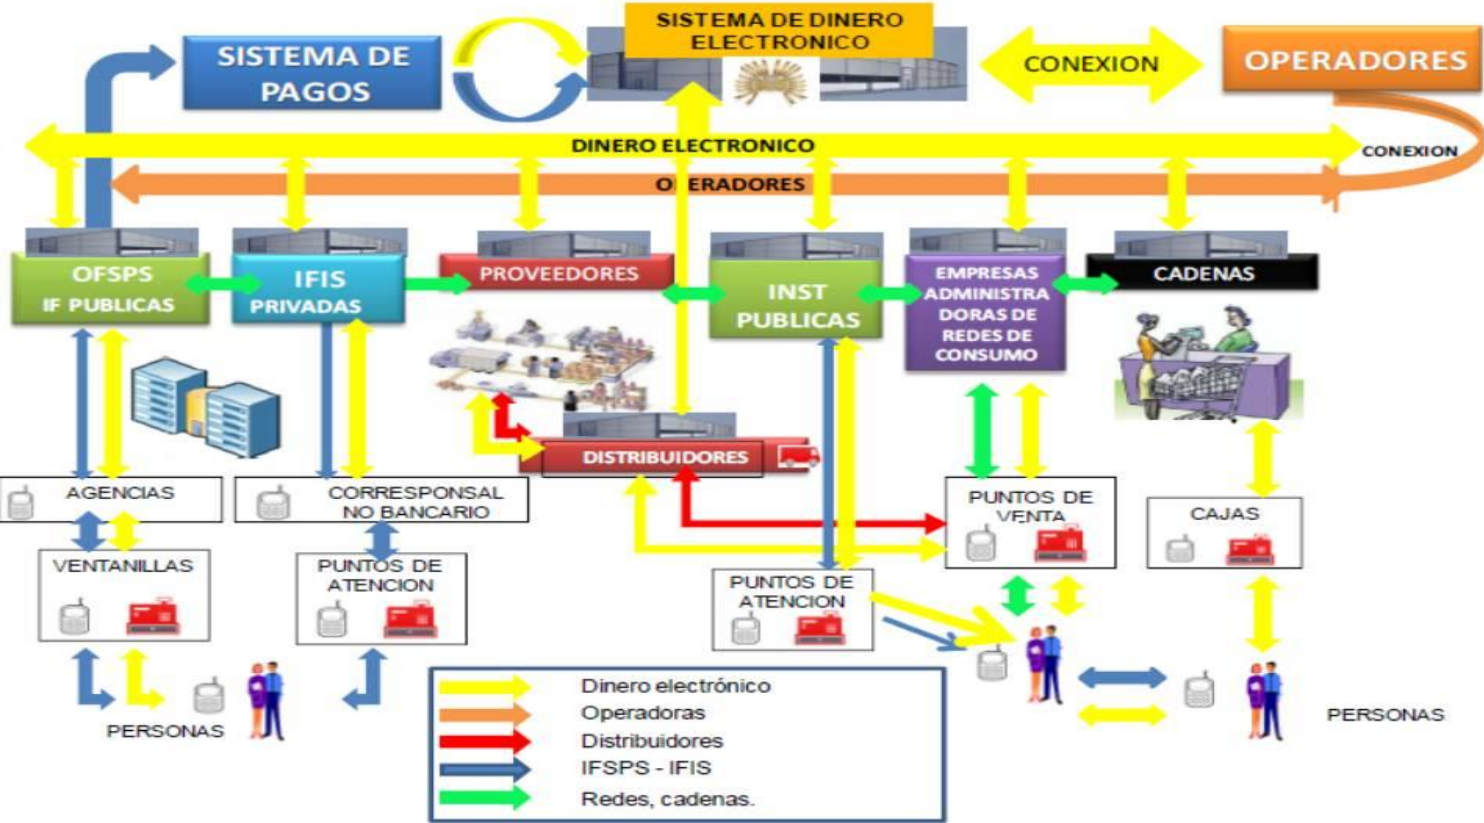 SISTEMA DE DINERO
ELECTRONICO
SISTEMA DE
PAGOS
CONEXION
OPERADORES
DINERO ELECTRONICO
CONEXION
OPERADORES
OFSPS
IF PUBLICAS
IFIS
PRIVADAS
PROVEEDORES
INST
PUBLICAS
EMPRESAS
ADMINISTRA
DORAS DE
REDES DE
CONSUMO
CADENAS
DISTRIBUIDORES
AGENCIAS
CORRESPONSAL
NO BANCARIO
PUNTOS DE
VENTA
CAJAS
VENTANILLAS
PUNTOS DE
ATENCION
PUNTOS DE
ATENCION
PERSONAS
PERSONAS
Dinero electrónico
Operadoras
Distribuidores
IFSPS - IFIS
Redes, cadenas.